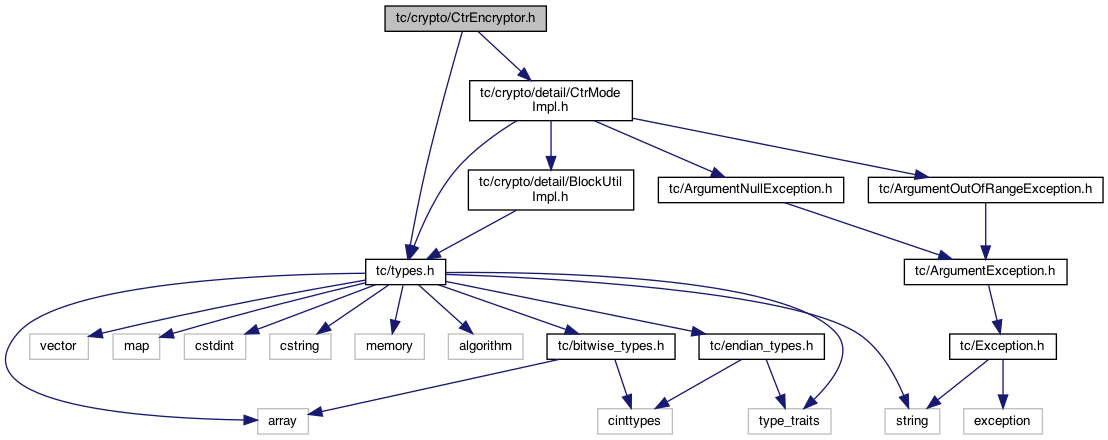 tc/crypto/CtrEncryptor.h
tc/crypto/detail/CtrMode
Impl.h
tc/crypto/detail/BlockUtil
Impl.h
tc/ArgumentNullException.h
tc/ArgumentOutOfRangeException.h
tc/types.h
tc/ArgumentException.h
vector
map
cstdint
cstring
memory
algorithm
tc/bitwise_types.h
tc/endian_types.h
tc/Exception.h
array
cinttypes
type_traits
string
exception